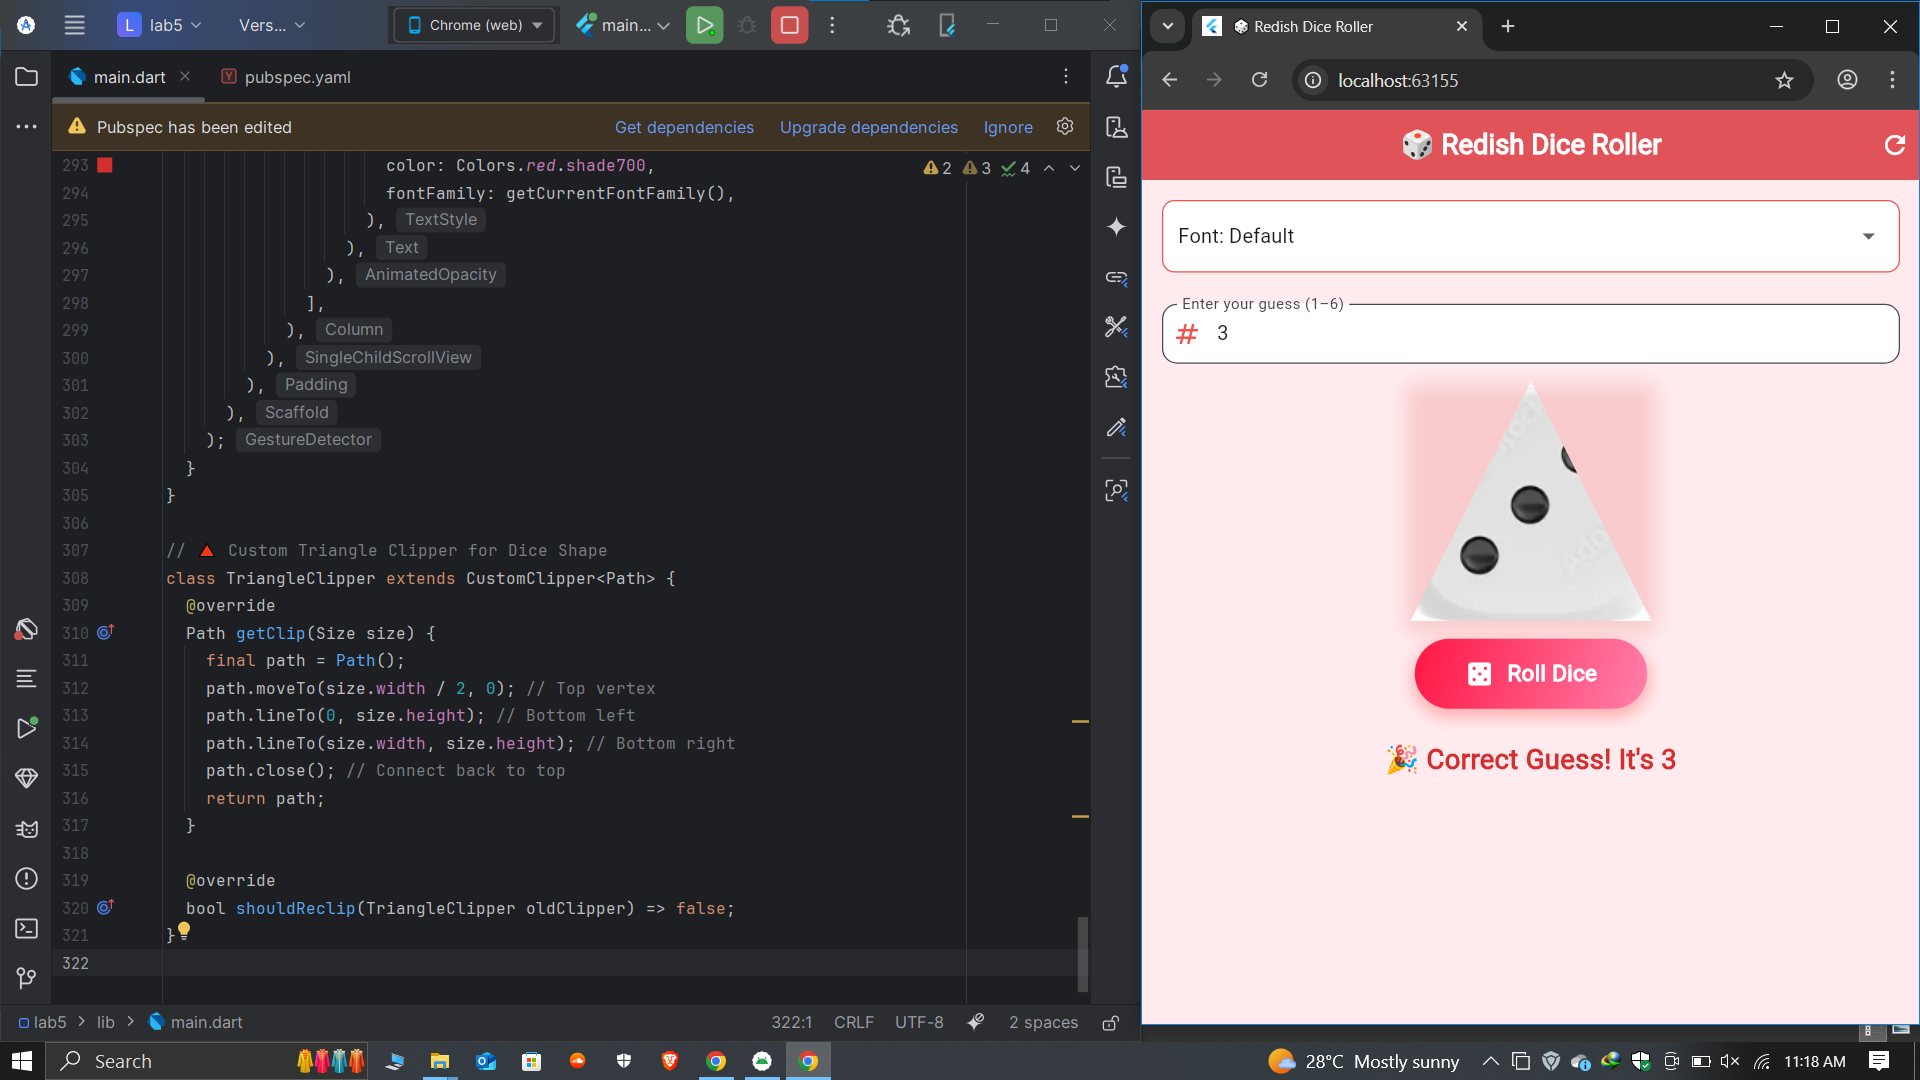 L lab5
Vers...
Chrome (web)
main...
main.dart
pubspec.yaml
Pubspec has been edited
Get dependencies
Upgrade dependencies
Ignore
2 3 4
293 color: Colors.red.shade700,
294 fontFamily: getCurrentFontFamily(),
295 ), TextStyle
296 ), Text
297 ), AnimatedOpacity
298 ],
299 ), Column
300 ), SingleChildScrollView
301 ), Padding
302 ), Scaffold
303 ); GestureDetector
304 }
305 }
306
307 // 🔺 Custom Triangle Clipper for Dice Shape
308 class TriangleClipper extends CustomClipper<Path> {
309 @override
310 Path getClip(Size size) {
311 final path = Path();
312 path.moveTo(size.width / 2, 0); // Top vertex
313 path.lineTo(0, size.height); // Bottom left
314 path.lineTo(size.width, size.height); // Bottom right
315 path.close(); // Connect back to top
316 return path;
317 }
318
319 @override
320 bool shouldReclip(TriangleClipper oldClipper) => false;
321 }
322
lab5 > lib > main.dart
322:1 CRLF UTF-8 2 spaces
🎲 Redish Dice Roller
localhost:63155
🎲 Redish Dice Roller
Font: Default
Enter your guess (1–6)
# 3
Roll Dice
🎉 Correct Guess! It's 3
Search
28°C Mostly sunny
11:18 AM